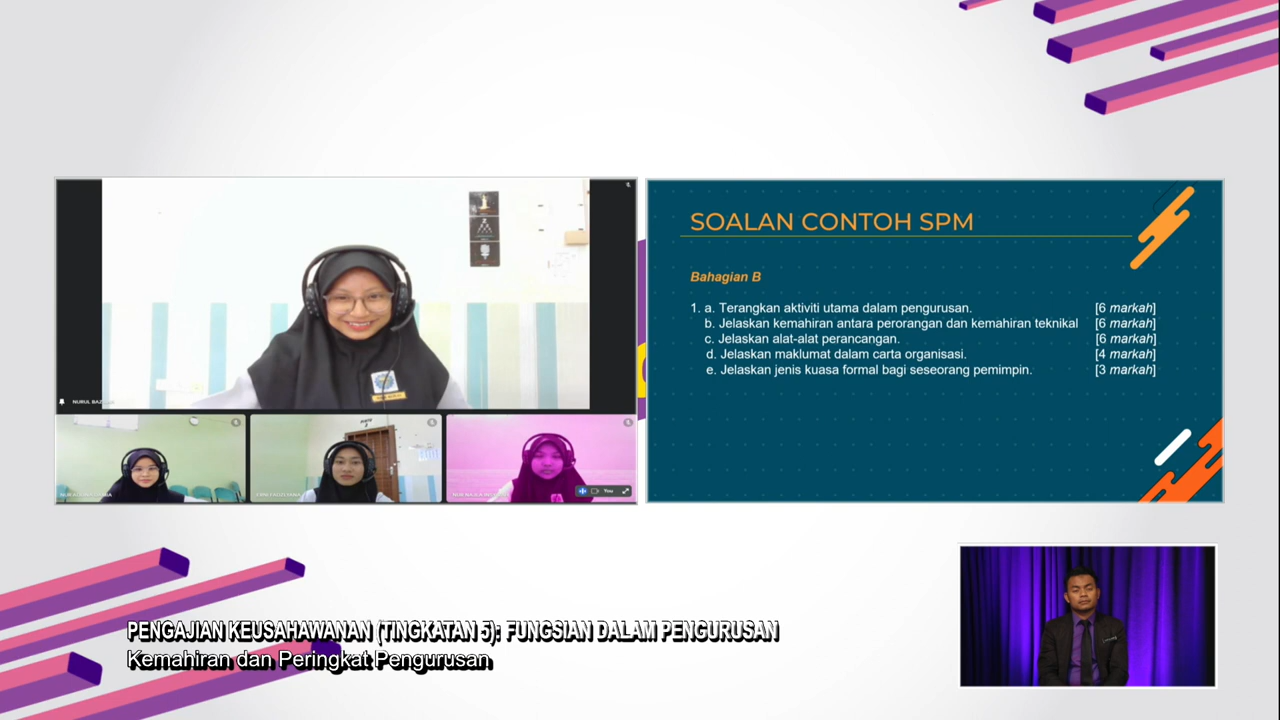 SOALAN CONTOH SPM
Bahagian B
1. a. Terangkan aktiviti utama dalam pengurusan. [6 markah]
b. Jelaskan kemahiran antara perorangan dan kemahiran teknikal [6 markah]
c. Jelaskan alat-alat perancangan. [6 markah]
d. Jelaskan maklumat dalam carta organisasi. [4 markah]
e. Jelaskan jenis kuasa formal bagi seseorang pemimpin. [3 markah]
NURUL
You
PENGAJIAN KEUSAHAWANAN (TINGKATAN 5): FUNGSIAN DALAM PENGURUSAN
Kemahiran dan Peringkat Pengurusan